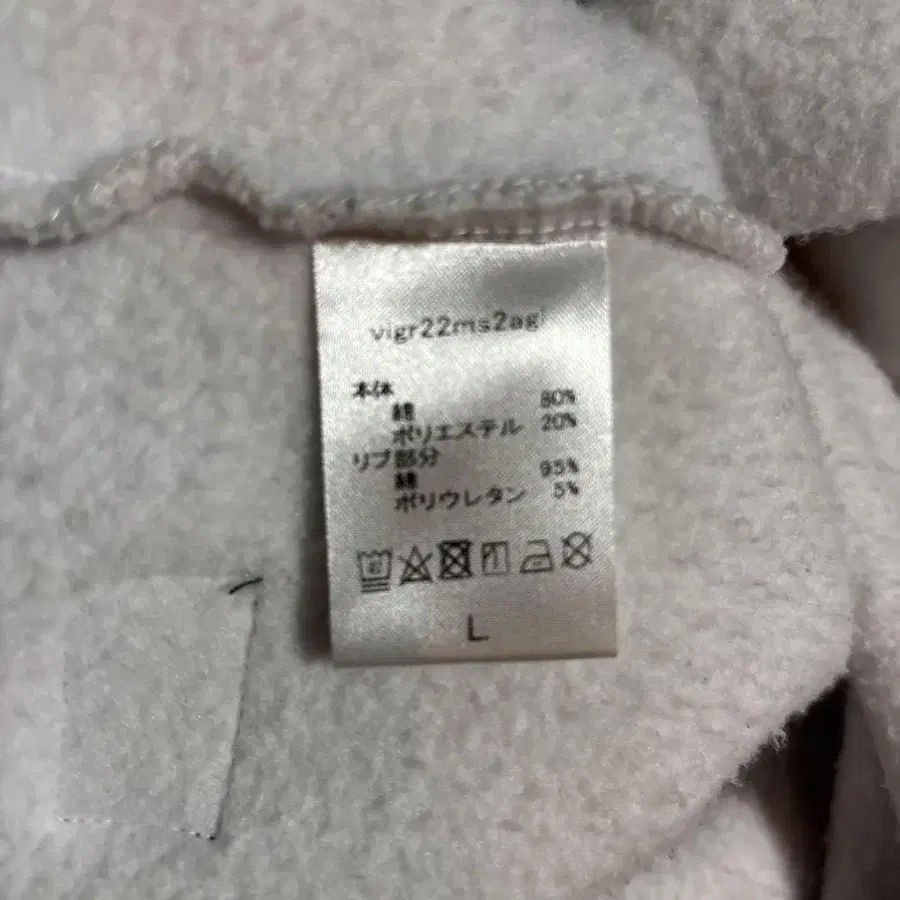 vigr22ms2agl
本体
綿 80%
ポリエステル 20%
リブ部分
綿 95%
ポリウレタン 5%
L